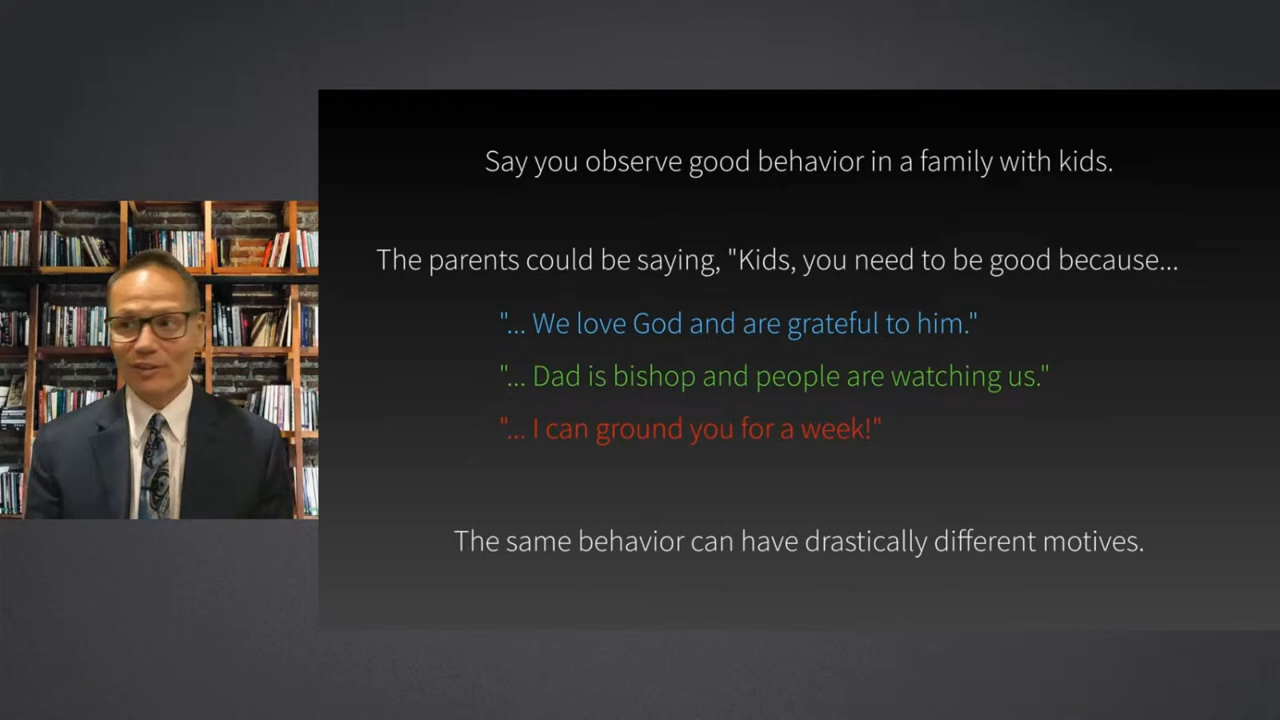 Say you observe good behavior in a family with kids.
The parents could be saying, "Kids, you need to be good because...
"... We love God and are grateful to him."
"... Dad is bishop and people are watching us."
"... I can ground you for a week!"
The same behavior can have drastically different motives.